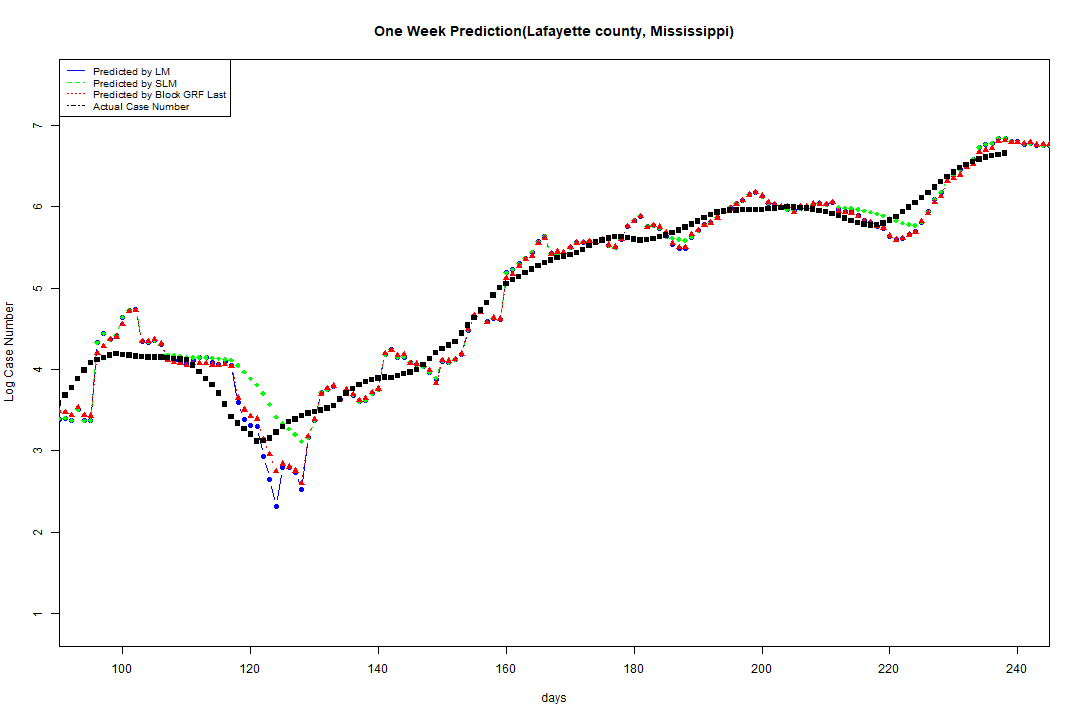 One Week Prediction(Lafayette county, Mississippi)
Predicted by LM
Predicted by SLM
Predicted by Block GRF Last
Actual Case Number
7
6
5
4
3
2
1
Log Case Number
100 120 140 160 180 200 220 240
days